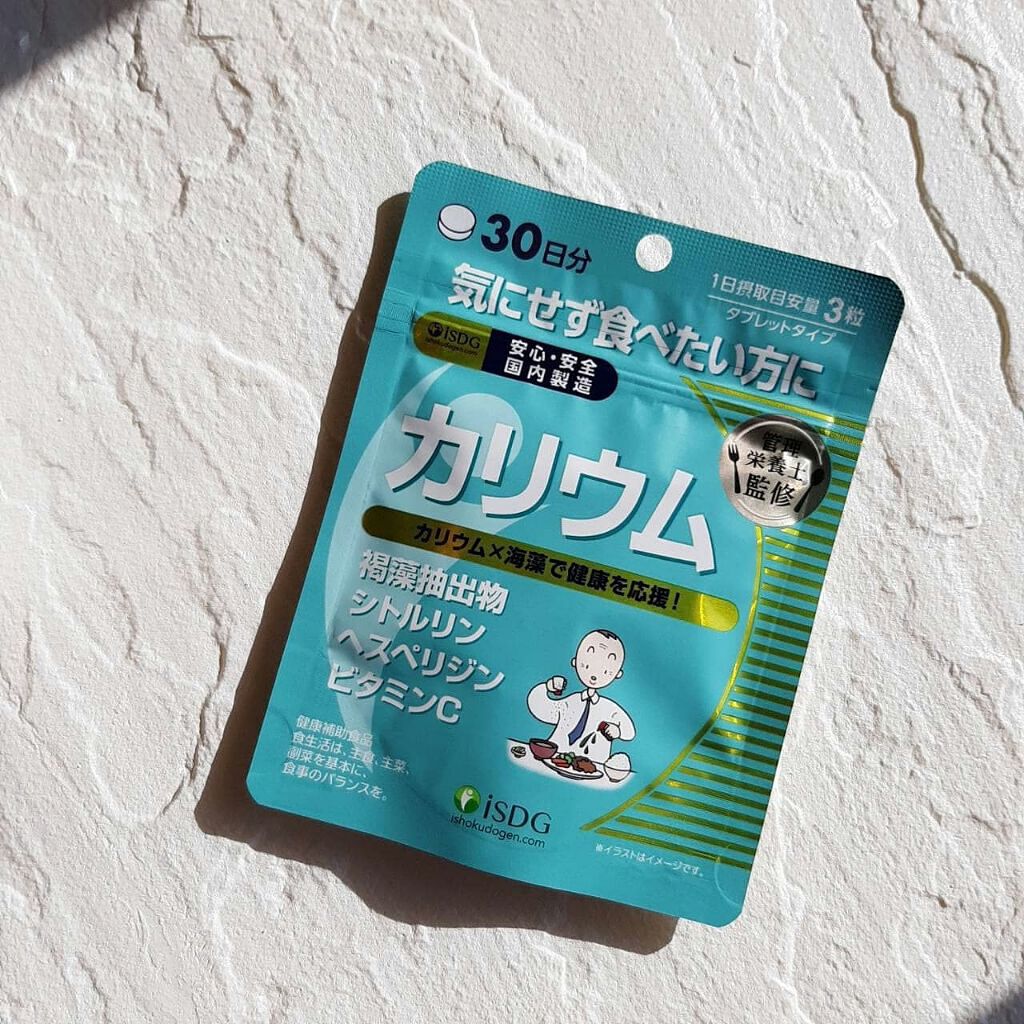 30日分
1日摂取目安量 3粒
タブレットタイプ
気にせず食べたい方に
iSDG
ishokudogen.com
安心・安全
国内製造
管理
栄養士
監修
カリウム
カリウム×海藻で健康を応援！
褐藻抽出物
シトルリン
ヘスペリジン
ビタミンC
健康補助食品
食生活は、主食、主菜、
副菜を基本に、
食事のバランスを。
iSDG
ishokudogen.com
※イラストはイメージです。